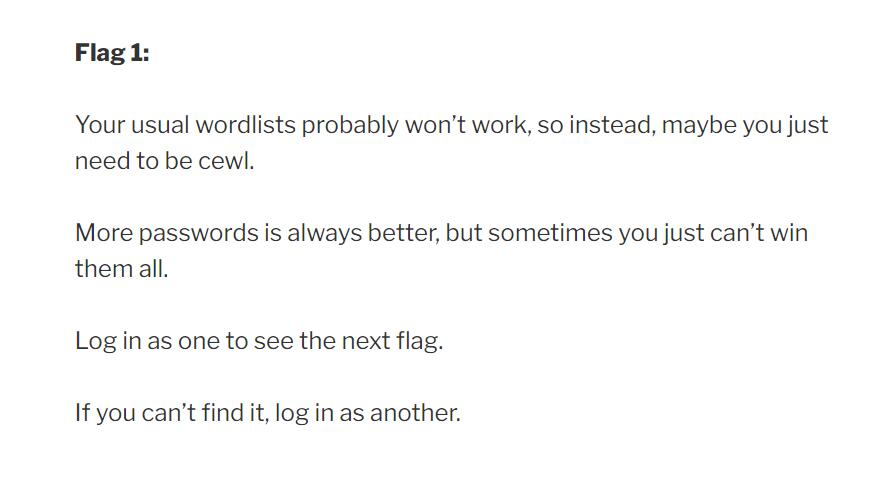 Flag 1:
Your usual wordlists probably won’t work, so instead, maybe you just
need to be cewl.
More passwords is always better, but sometimes you just can’t win
them all.
Log in as one to see the next flag.
If you can’t find it, log in as another.